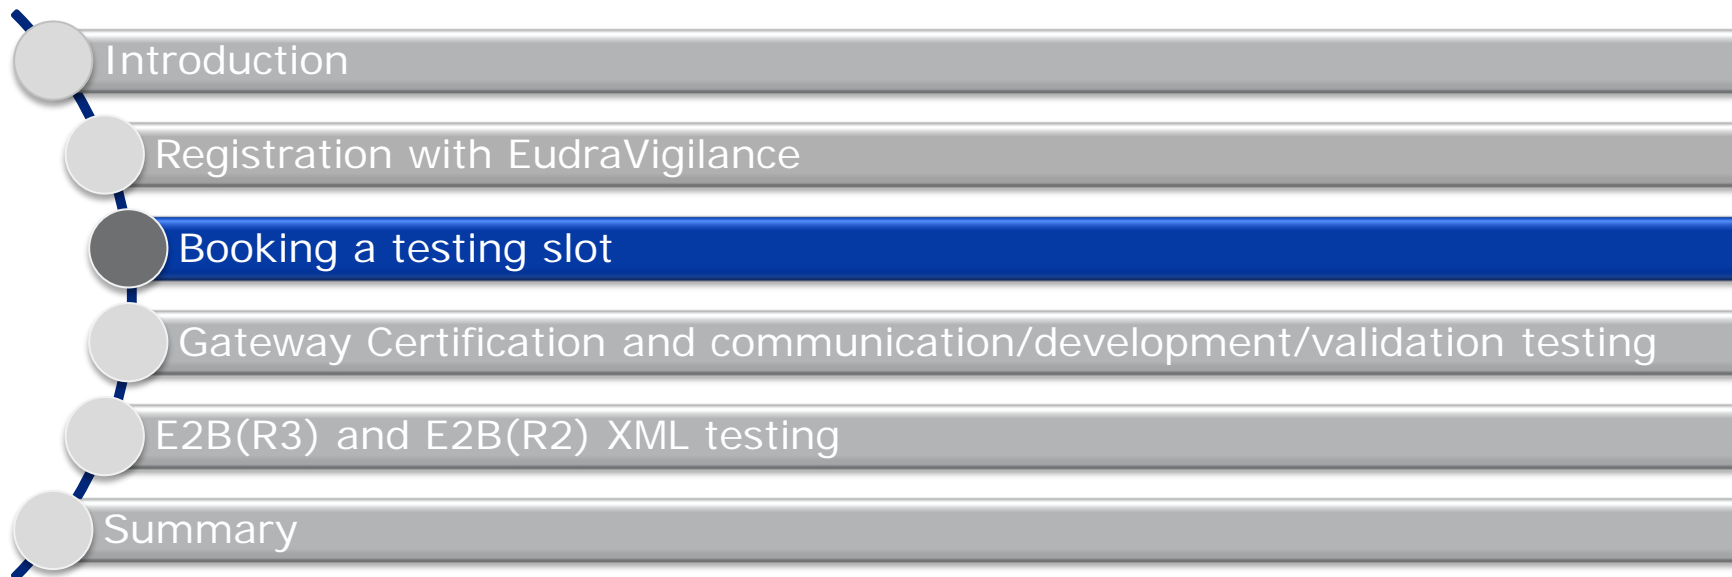 Introduction
Registration with EudraVigilance
Booking a testing slot
Gateway Certification and communication/development/validation testing
E2B(R3) and E2B(R2) XML testing
Summary